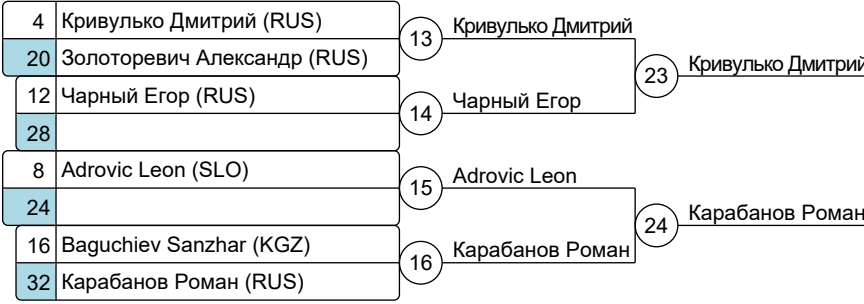 4 Кривулько Дмитрий (RUS)
20 Золоторевич Александр (RUS)
13 Кривулько Дмитрий
12 Чарный Егор (RUS)
28
14 Чарный Егор
23 Кривулько Дмитрий
8 Adrovic Leon (SLO)
24
15 Adrovic Leon
16 Baguchiev Sanzhar (KGZ)
32 Карабанов Роман (RUS)
16 Карабанов Роман
24 Карабанов Роман